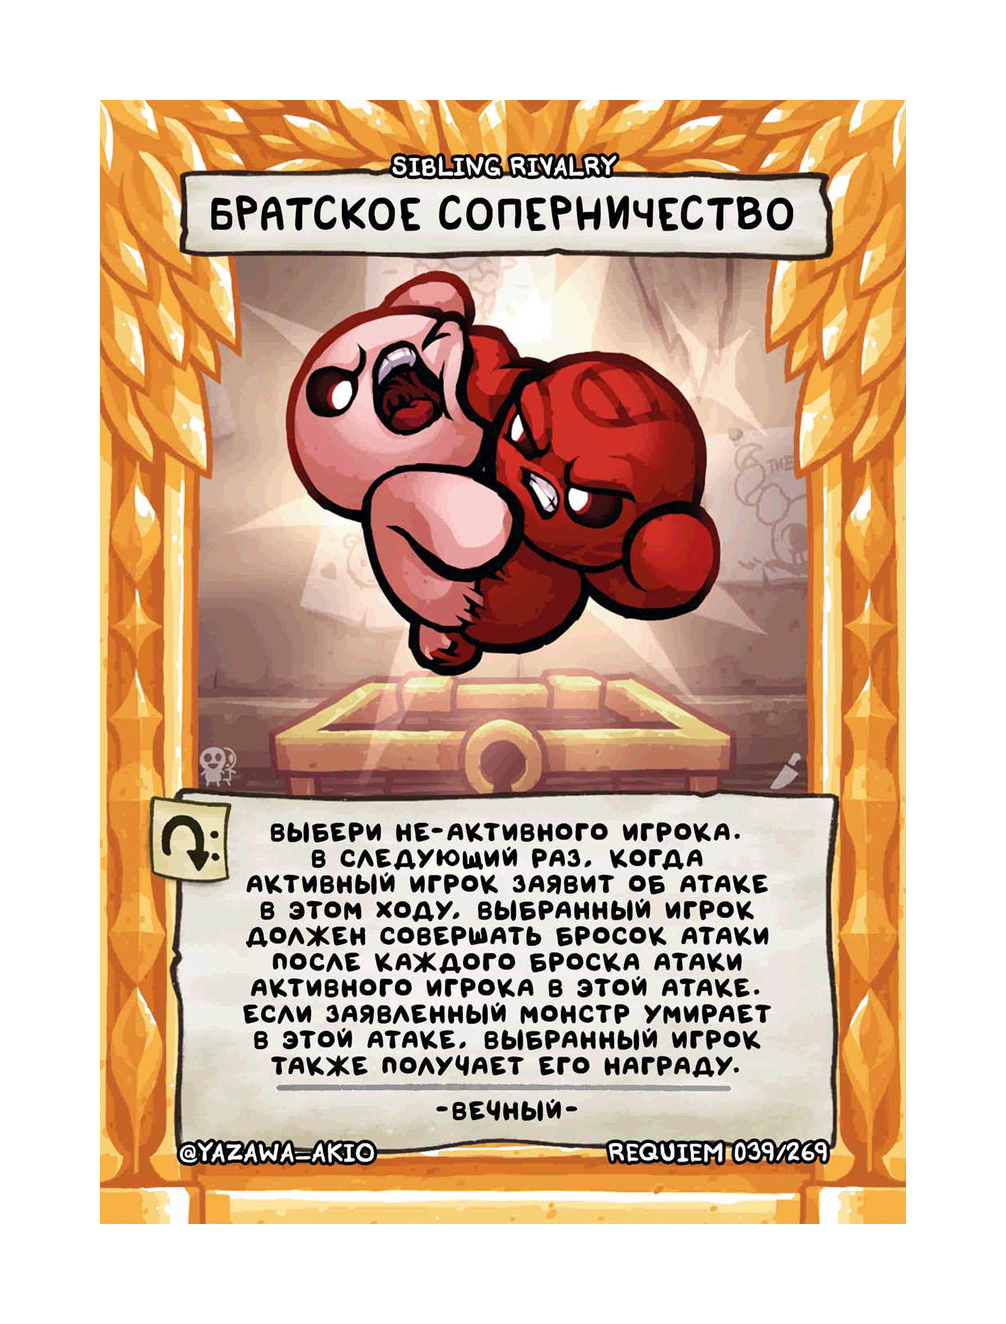 SIBLING RIVALRY
БРАТСКОЕ СОПЕРНИЧЕСТВО
THE
ВЫБЕРИ НЕ-АКТИВНОГО ИГРОКА.
В СЛЕДУЮЩИЙ РАЗ, КОГДА
АКТИВНЫЙ ИГРОК ЗАЯВИТ ОБ АТАКЕ
В ЭТОМ ХОДУ, ВЫБРАННЫЙ ИГРОК
ДОЛЖЕН СОВЕРШАТЬ БРОСОК АТАКИ
ПОСЛЕ КАЖДОГО БРОСКА АТАКИ
АКТИВНОГО ИГРОКА В ЭТОЙ АТАКЕ.
ЕСЛИ ЗАЯВЛЕННЫЙ МОНСТР УМИРАЕТ
В ЭТОЙ АТАКЕ, ВЫБРАННЫЙ ИГРОК
ТАКЖЕ ПОЛУЧАЕТ ЕГО НАГРАДУ.
-ВЕЧНЫЙ-
@YAZAWA_AKIO
REQUIEM 039/269